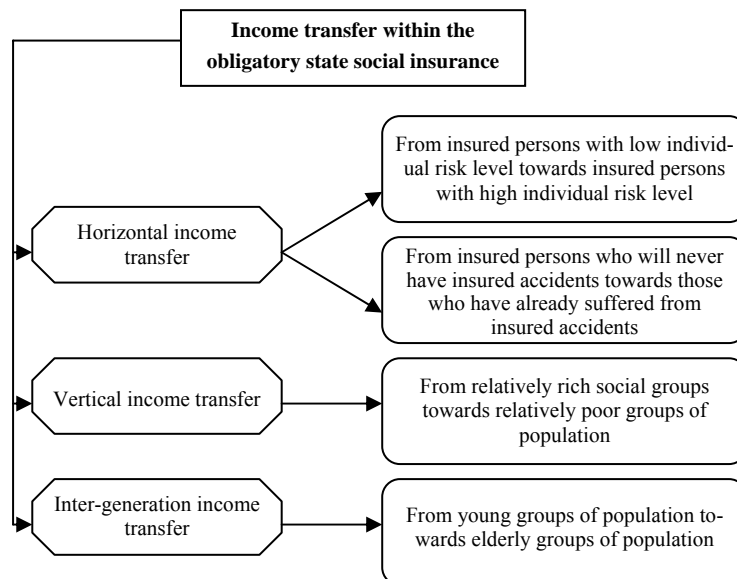 Income transfer within the
obligatory state social insurance
From insured persons with low individ-
ual risk level towards insured persons
with high individual risk level
Horizontal income
transfer
From insured persons who will never
have insured accidents towards those
who have already suffered from
insured accidents
Vertical income transfer
From relatively rich social groups
towards relatively poor groups of
population
Inter-generation income
transfer
From young groups of population to-
wards elderly groups of population